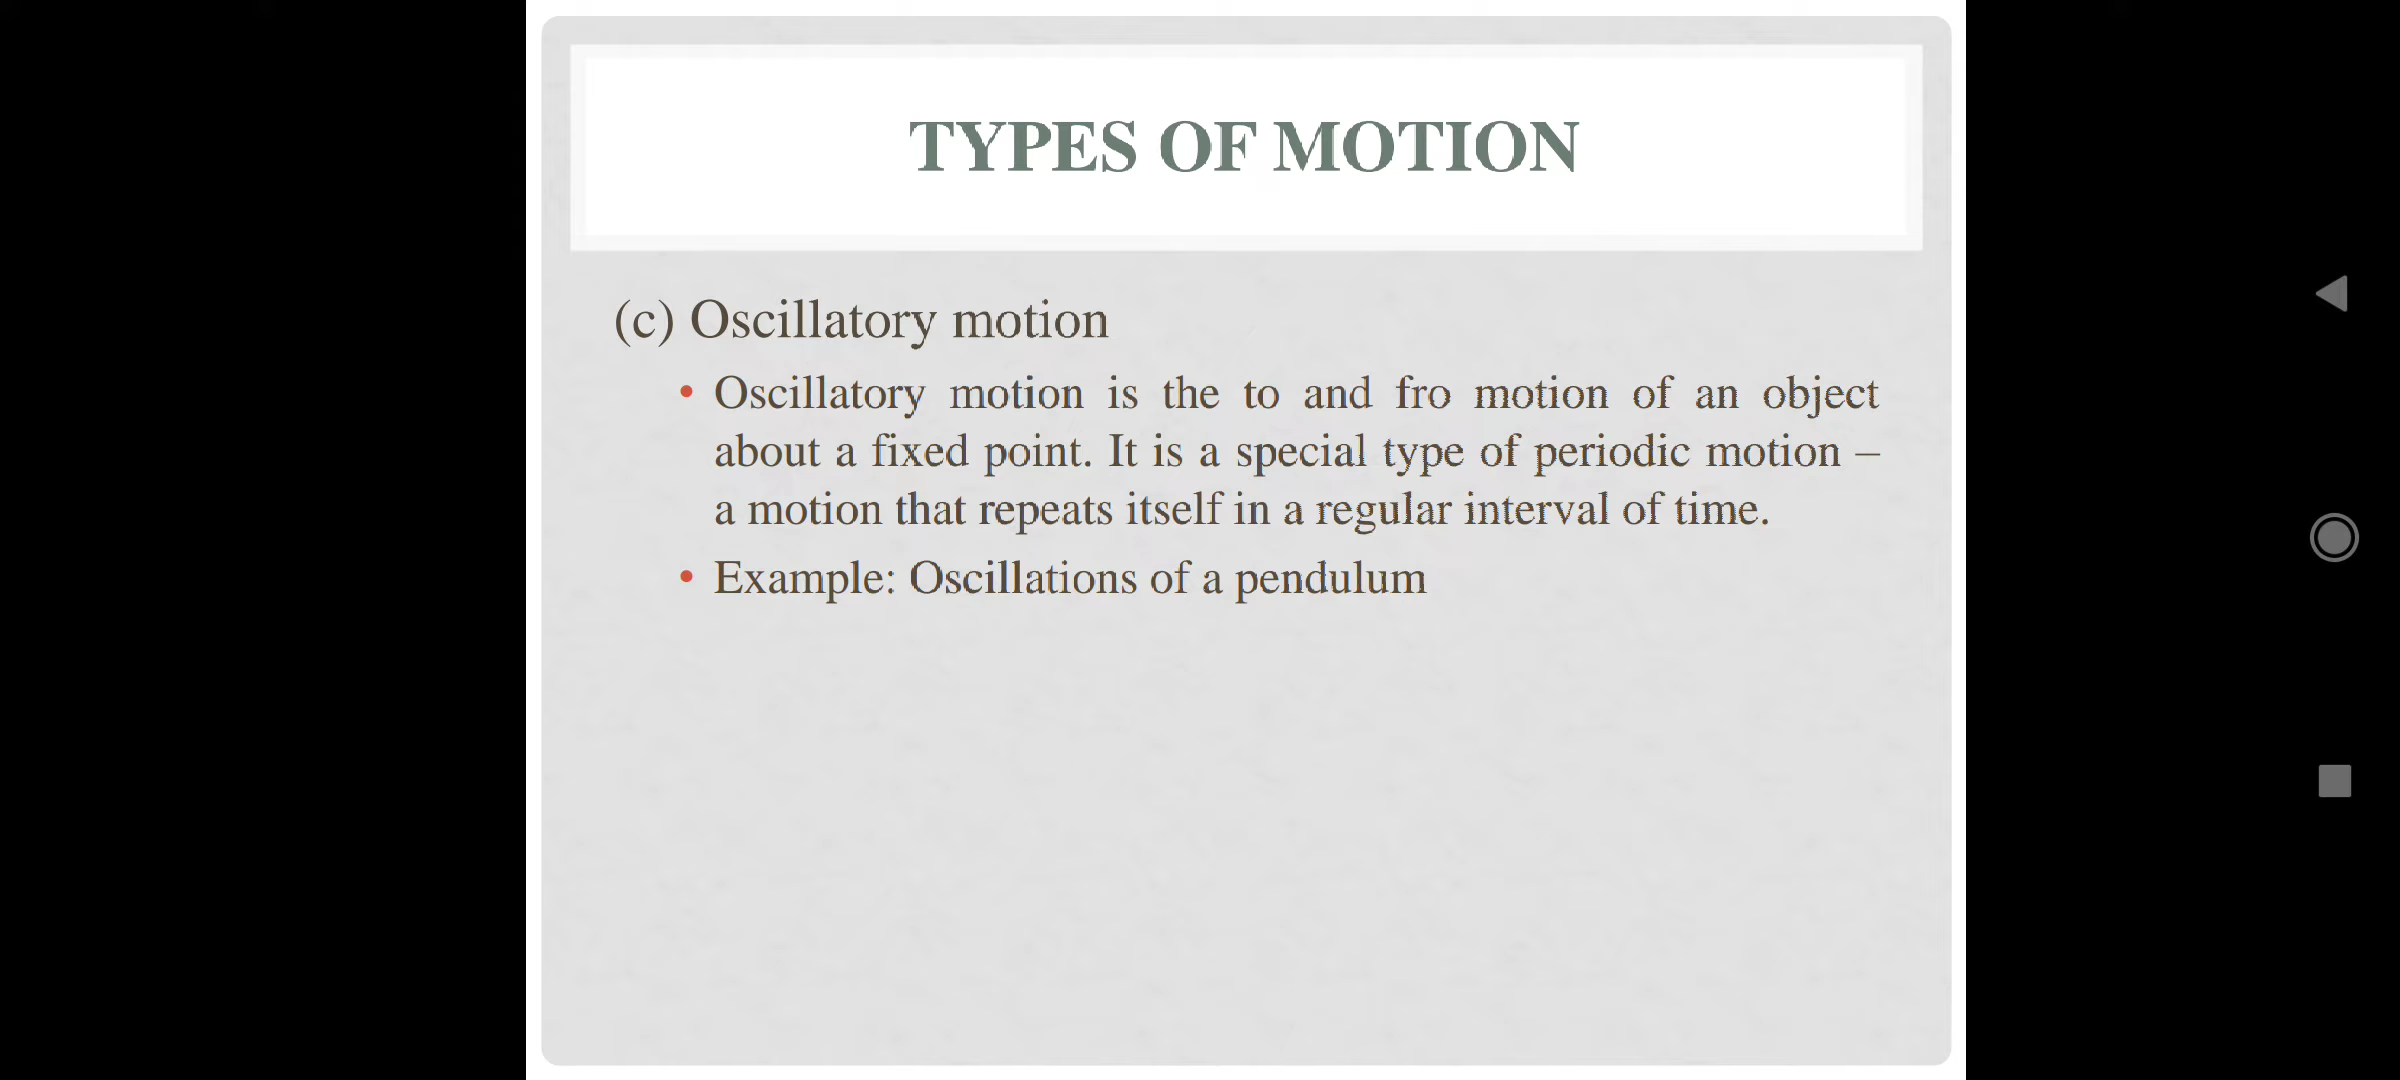 TYPES OF MOTION
(c) Oscillatory motion
• Oscillatory motion is the to and fro motion of an object
about a fixed point. It is a special type of periodic motion –
a motion that repeats itself in a regular interval of time.
• Example: Oscillations of a pendulum